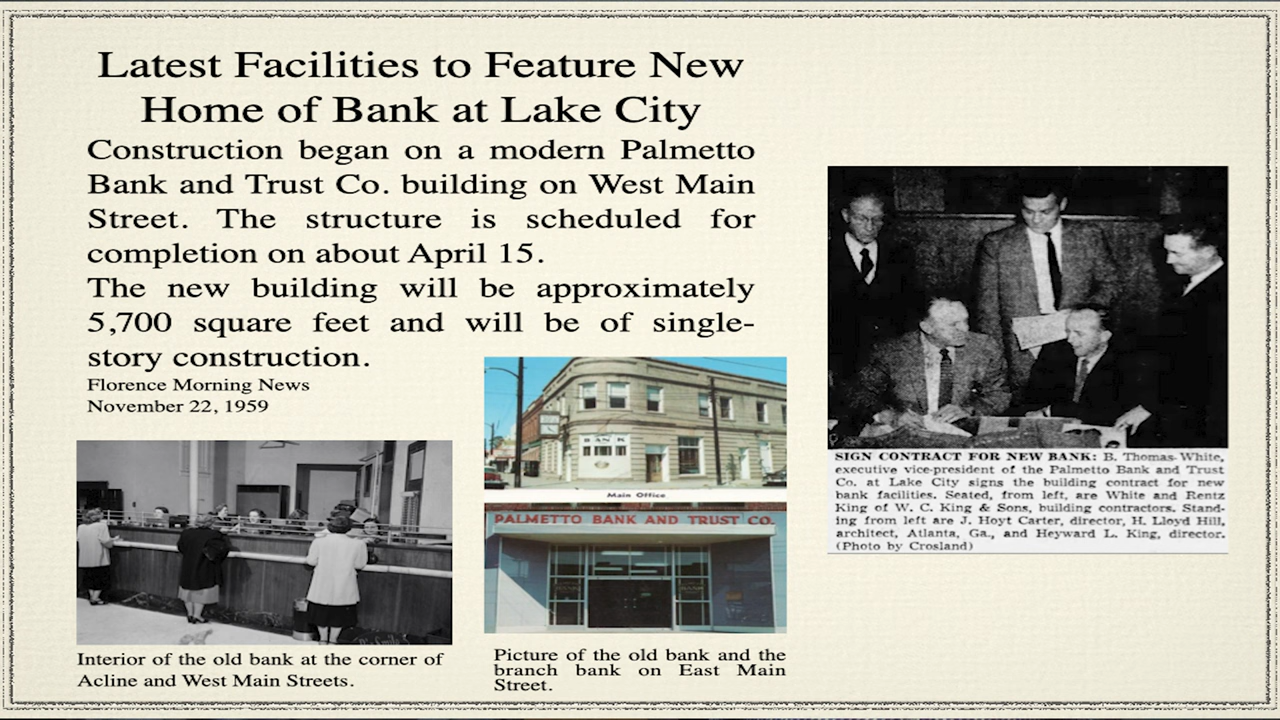 Latest Facilities to Feature New
Home of Bank at Lake City
Construction began on a modern Palmetto
Bank and Trust Co. building on West Main
Street. The structure is scheduled for
completion on about April 15.
The new building will be approximately
5,700 square feet and will be of single-
story construction.
Florence Morning News
November 22, 1959
BANK
Main Office
PALMETTO BANK AND TRUST CO.
Interior of the old bank at the corner of
Acline and West Main Streets.
Picture of the old bank and the
branch bank on East Main
Street.
SIGN CONTRACT FOR NEW BANK: B. Thomas White,
executive vice-president of the Palmetto Bank and Trust
Co. at Lake City signs the building contract for new
bank facilities. Seated, from left, are White and Rentz
King of W. C. King & Sons, building contractors. Stand-
ing from left are J. Hoyt Carter, director, H. Lloyd Hill,
architect, Atlanta, Ga., and Heyward L. King, director.
(Photo by Crosland)